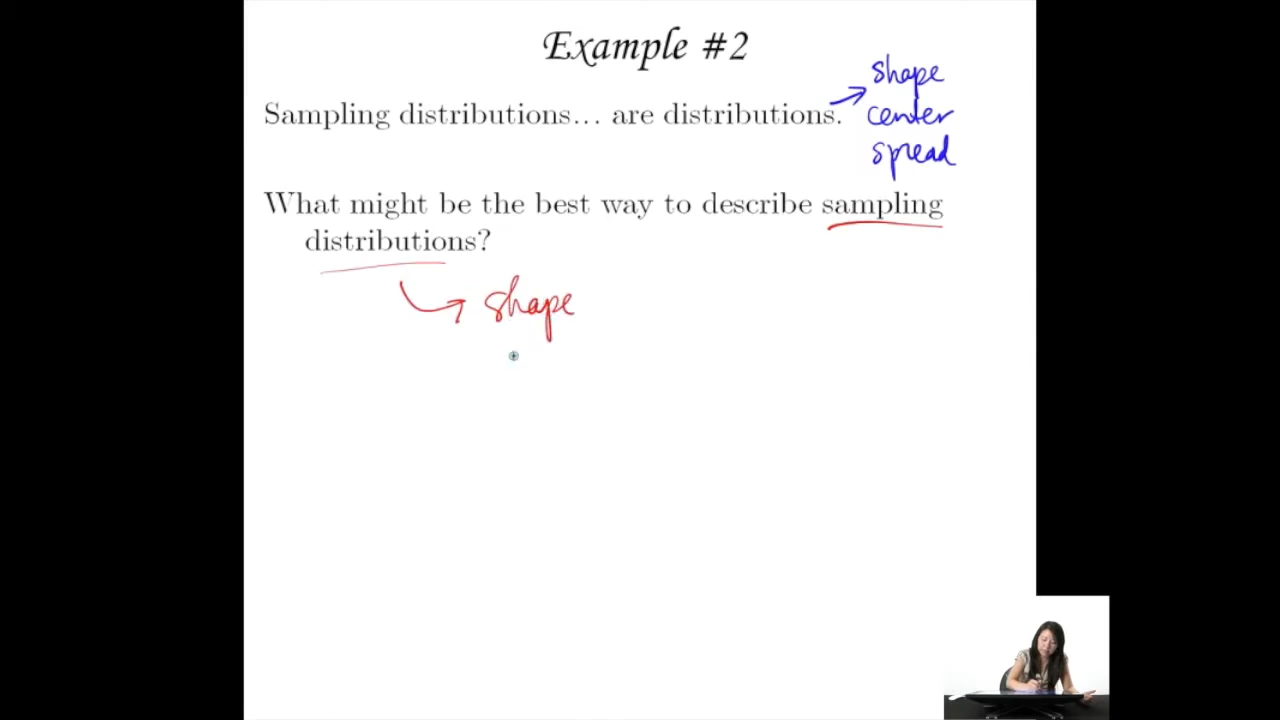 Example #2
shape
Sampling distributions... are distributions. → center
spread
What might be the best way to describe sampling
distributions?
→ shape